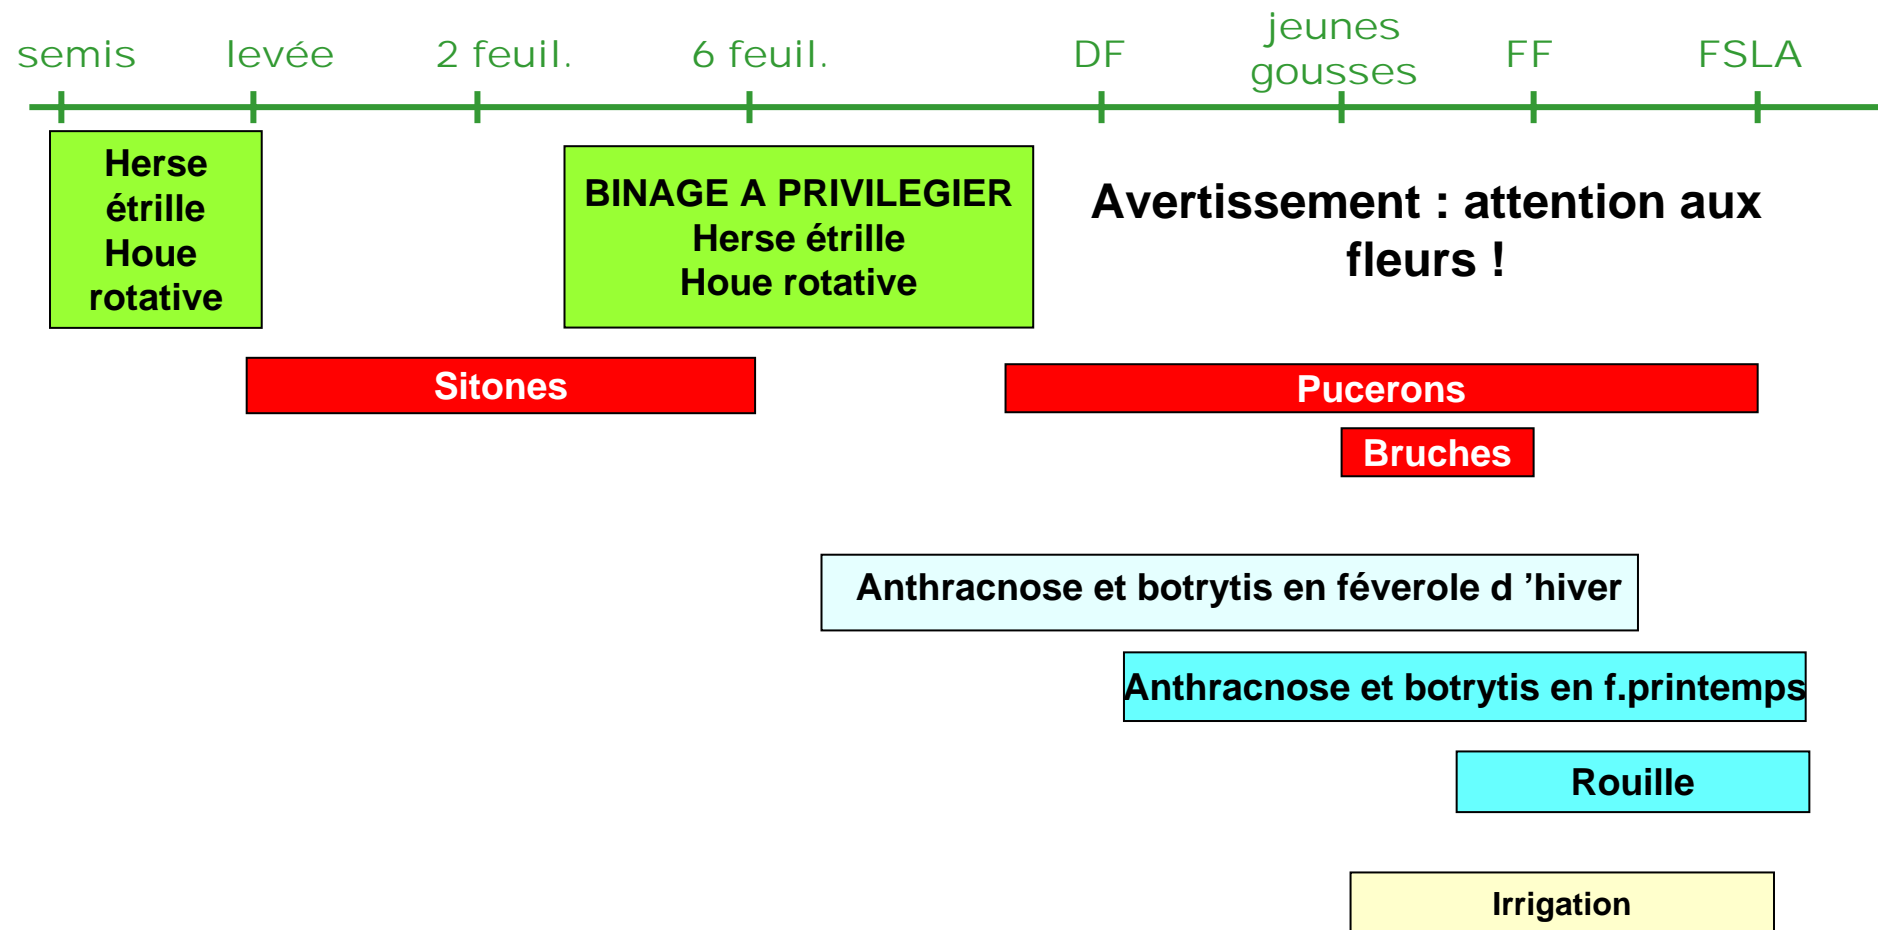 semis levée 2 feuil. 6 feuil. DF jeunes gousses FF FSLA
Herse
étrille
Houe
rotative
BINAGE A PRIVILEGIER
Herse étrille
Houe rotative
Avertissement : attention aux
fleurs !
Sitones
Pucerons
Bruches
Anthracnose et botrytis en féverole d ’hiver
Anthracnose et botrytis en f.printemps
Rouille
Irrigation